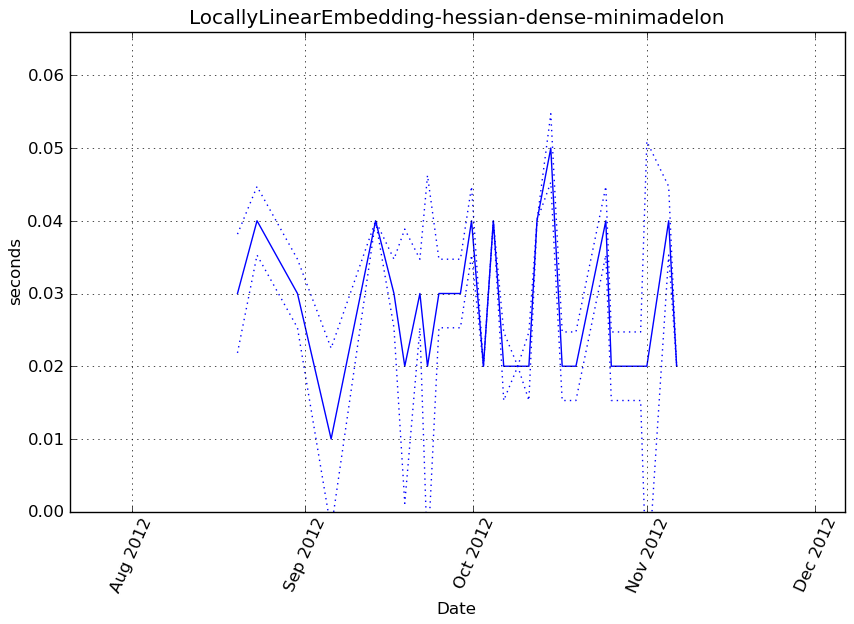 LocallyLinearEmbedding-hessian-dense-minimadelon
0.06
0.05
0.04
0.03
0.02
0.01
0.00
seconds
Aug 2012
Sep 2012
Oct 2012
Nov 2012
Dec 2012
Date